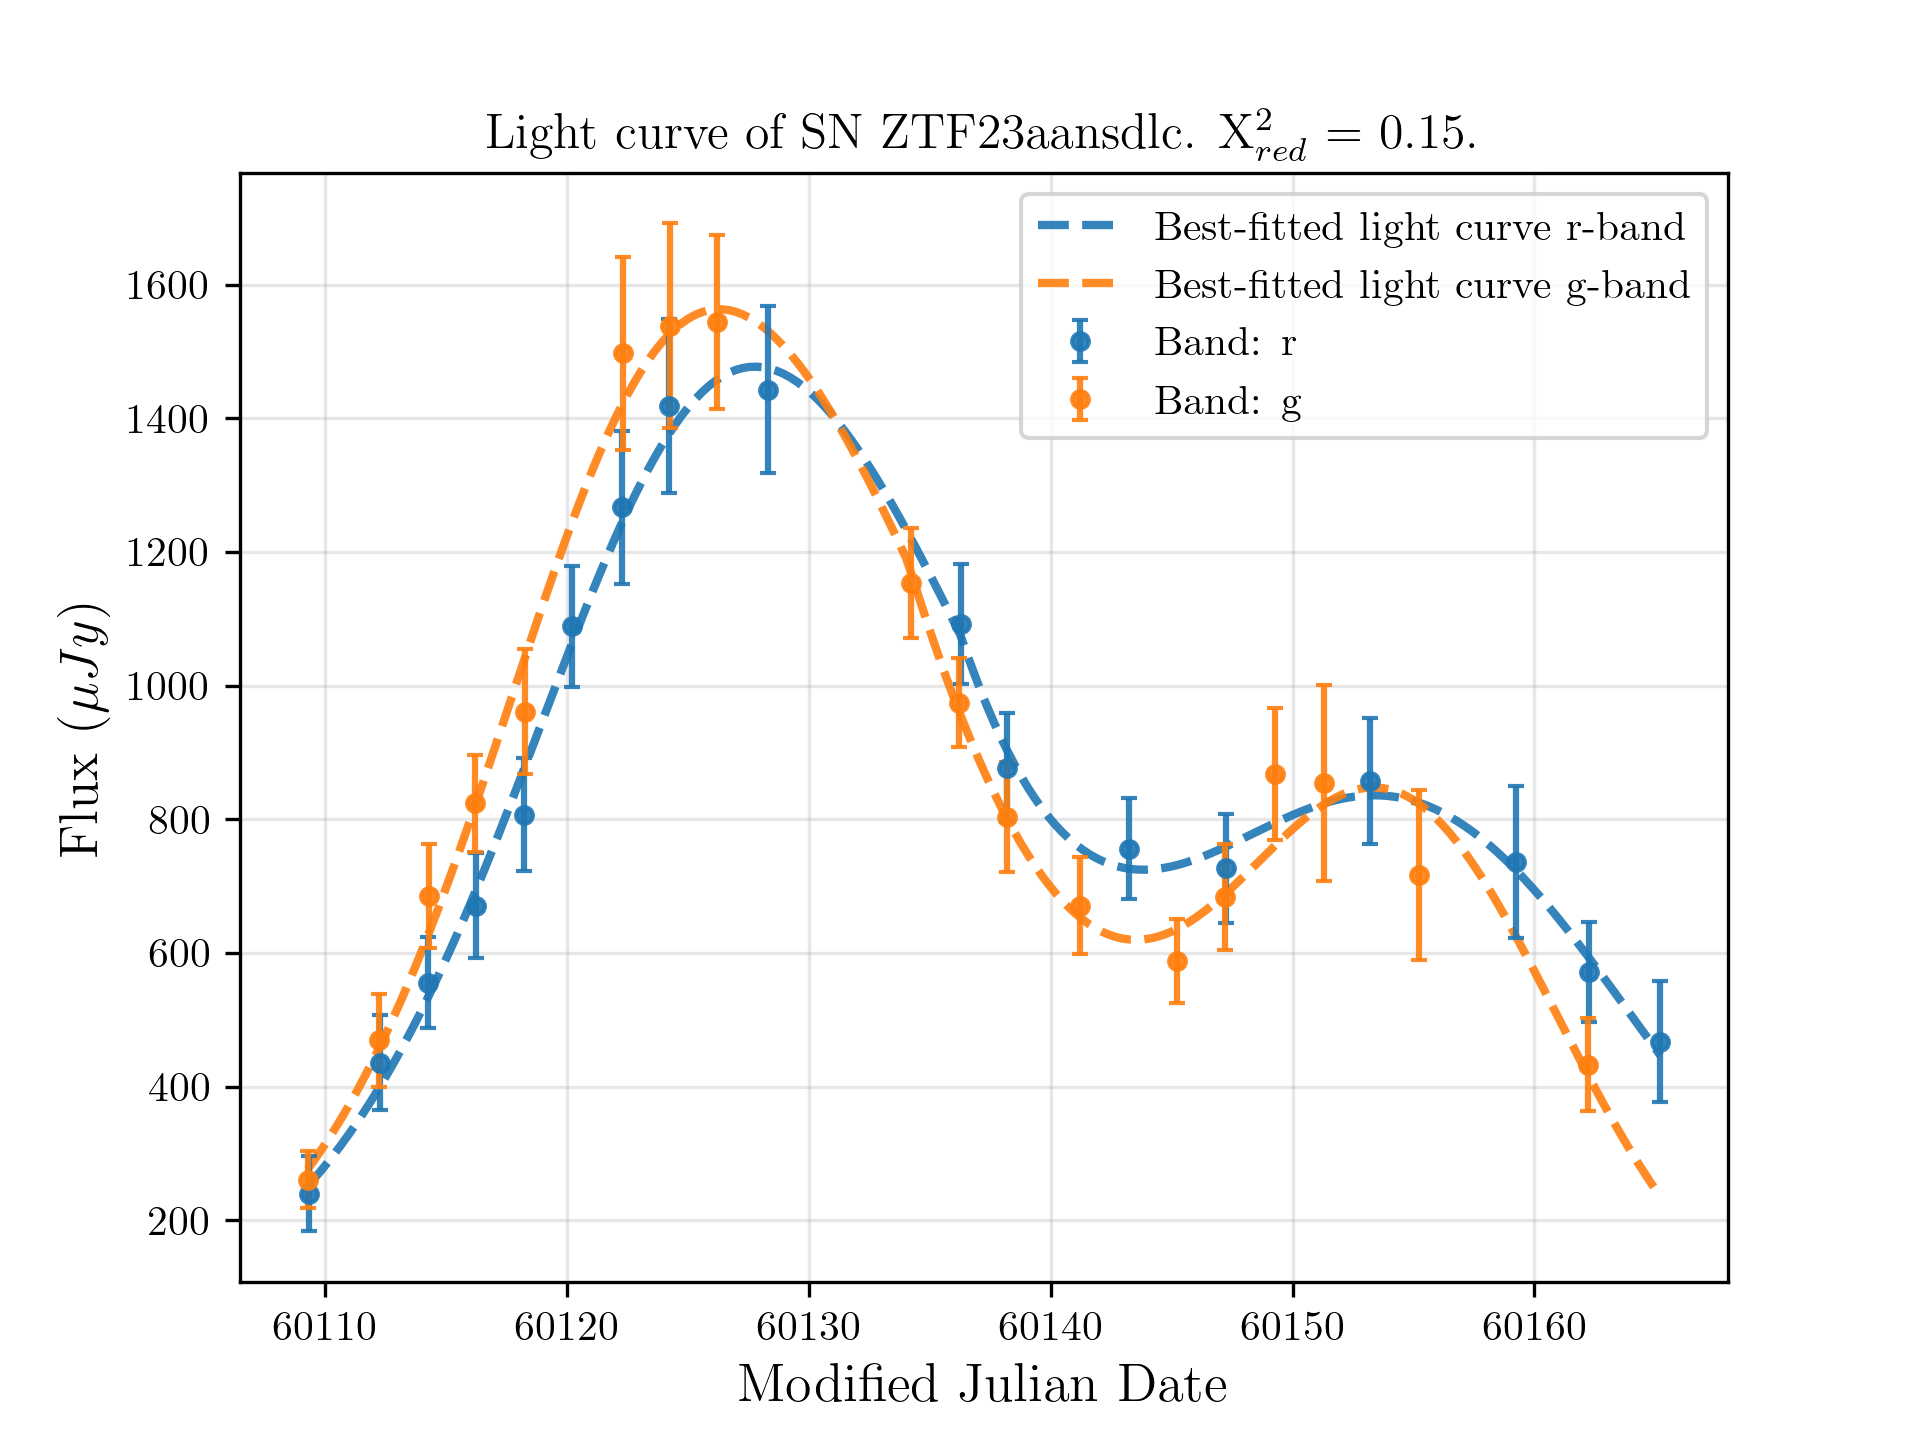 Light curve of SN ZTF23aansdlc. X²_red = 0.15.
Best-fitted light curve r-band
Best-fitted light curve g-band
Band: r
Band: g
Flux (μJy)
1600
1400
1200
1000
800
600
400
200
60110 60120 60130 60140 60150 60160
Modified Julian Date